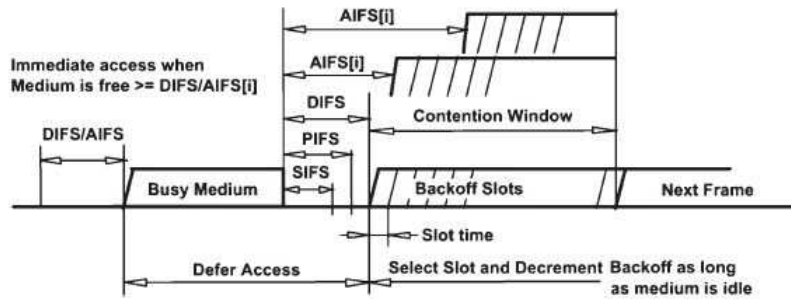 AIFS[i]
Immediate access when
Medium is free >= DIFS/AIFS[i]
AIFS[i]
DIFS
Contention Window
DIFS/AIFS
PIFS
SIFS
Busy Medium
Backoff Slots
Next Frame
Slot time
Defer Access
Select Slot and Decrement Backoff as long
as medium is idle